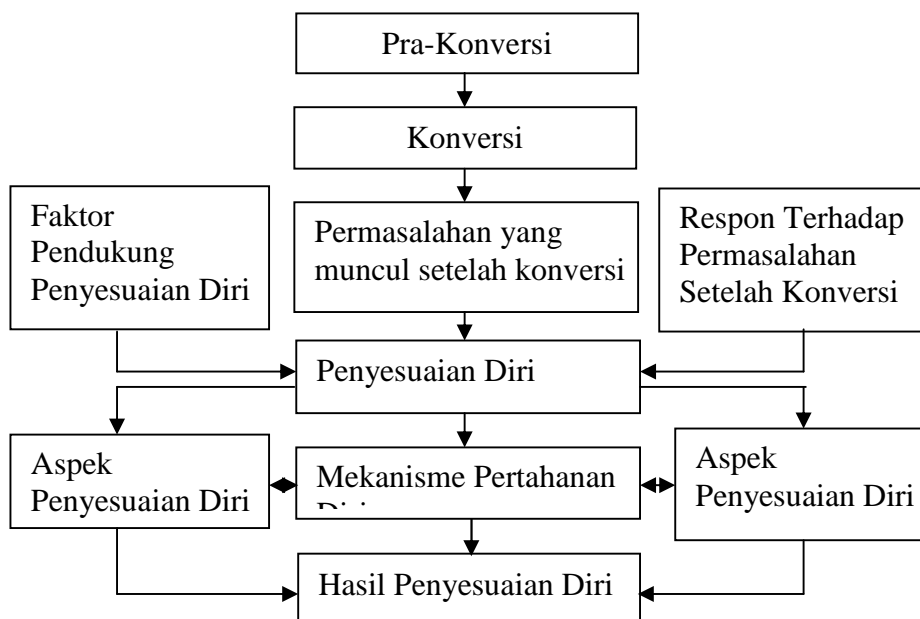 Pra-Konversi
Konversi
Faktor
Pendukung
Penyesuaian Diri
Permasalahan yang
muncul setelah konversi
Respon Terhadap
Permasalahan
Setelah Konversi
Penyesuaian Diri
Aspek
Penyesuaian Diri
Mekanisme Pertahanan
Diri
Aspek
Penyesuaian Diri
Hasil Penyesuaian Diri